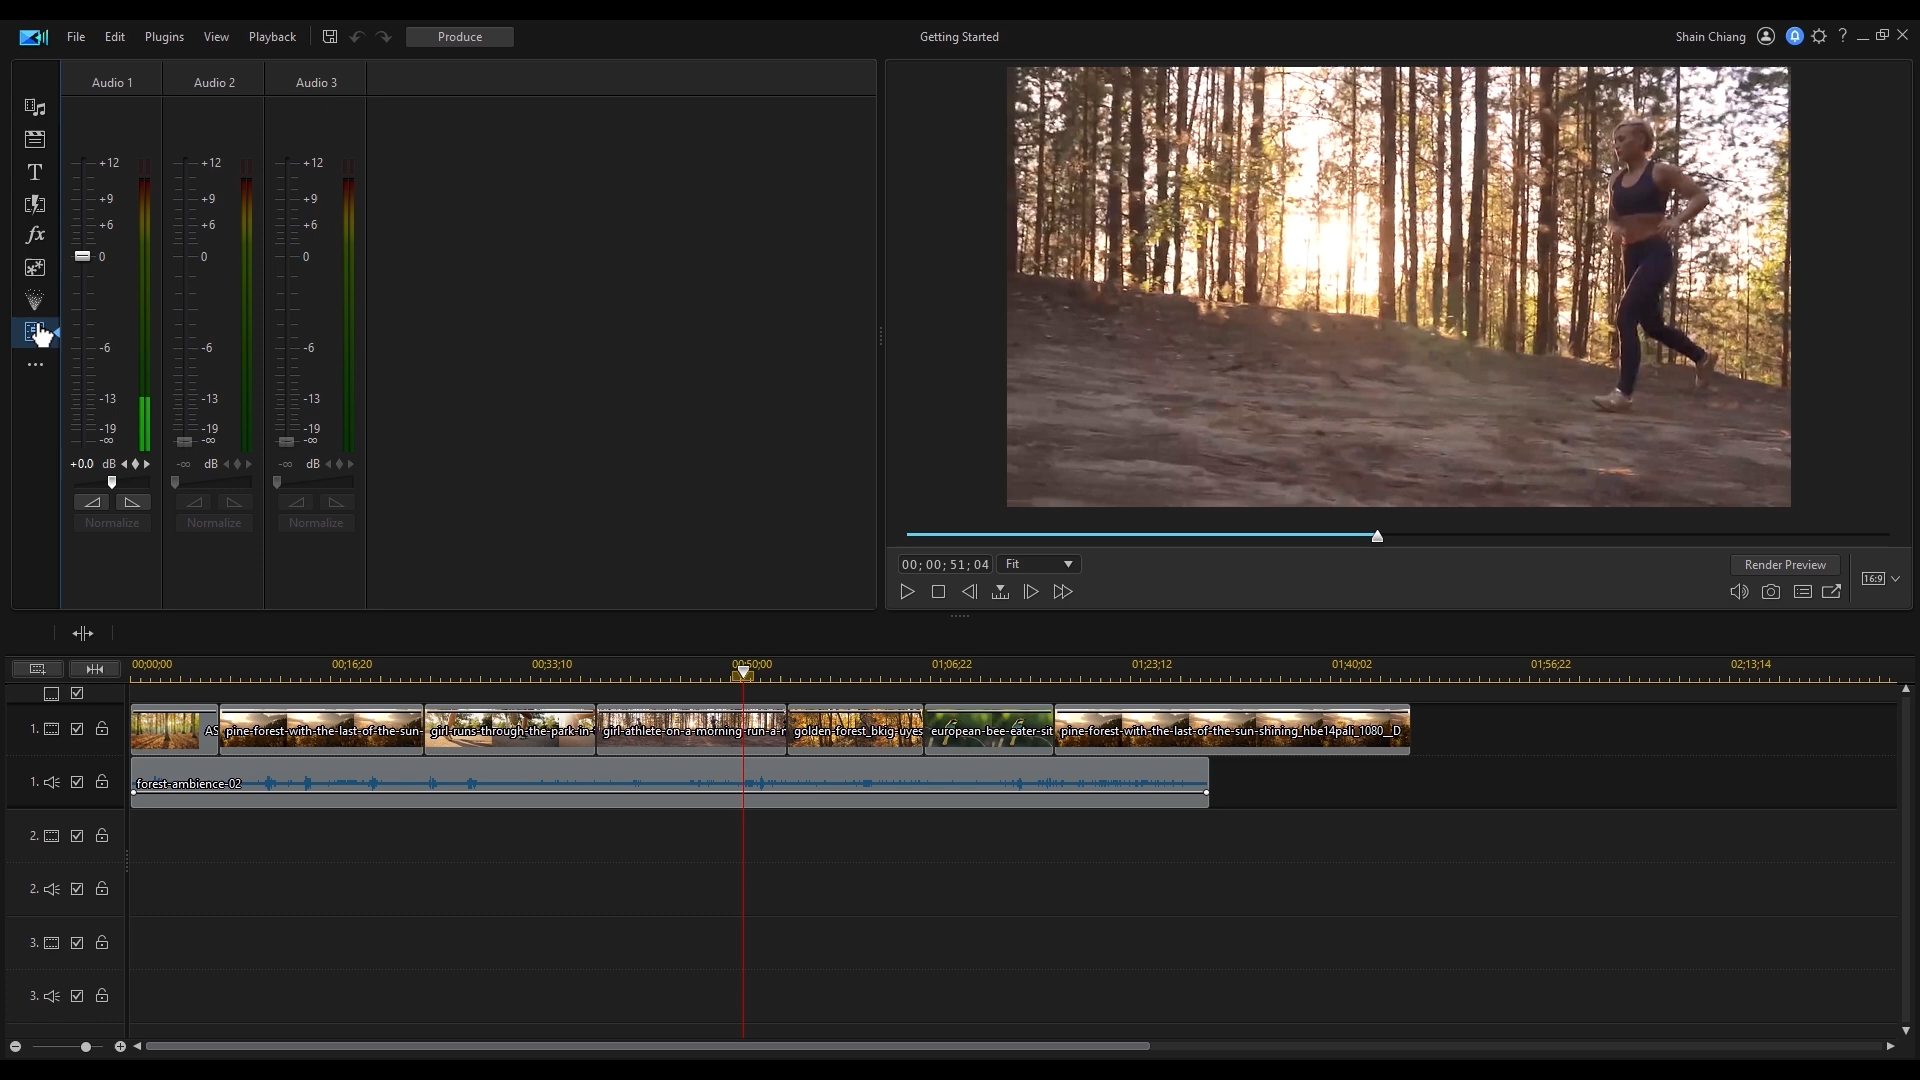 File Edit Plugins View Playback Produce Getting Started Shain Chiang ?
Audio 1 Audio 2 Audio 3
T
fx
+12 +12 +12
+9 +9 +9
+6 +6 +6
0 0 0
-6 -6 -6
-13 -13 -13
-19 -19 -19
-∞ -∞ -∞
+0.0 dB -∞ dB -∞ dB
Normalize Normalize Normalize
00; 00; 51; 04 Fit Render Preview
16:9
00;00;00 00;16;20 00;33;10 00;50;00 01;06;22 01;23;12 01;40;02 01;56;22 02;13;14
1. AS pine-forest-with-the-last-of-the-sun- girl-runs-through-the-park-in- girl-athlete-on-a-morning-run-a-r golden-forest_bkig-uyes european-bee-eater-sit pine-forest-with-the-last-of-the-sun-shining_hbe14pali_1080__D
1. forest-ambience-02
2.
2.
3.
3.